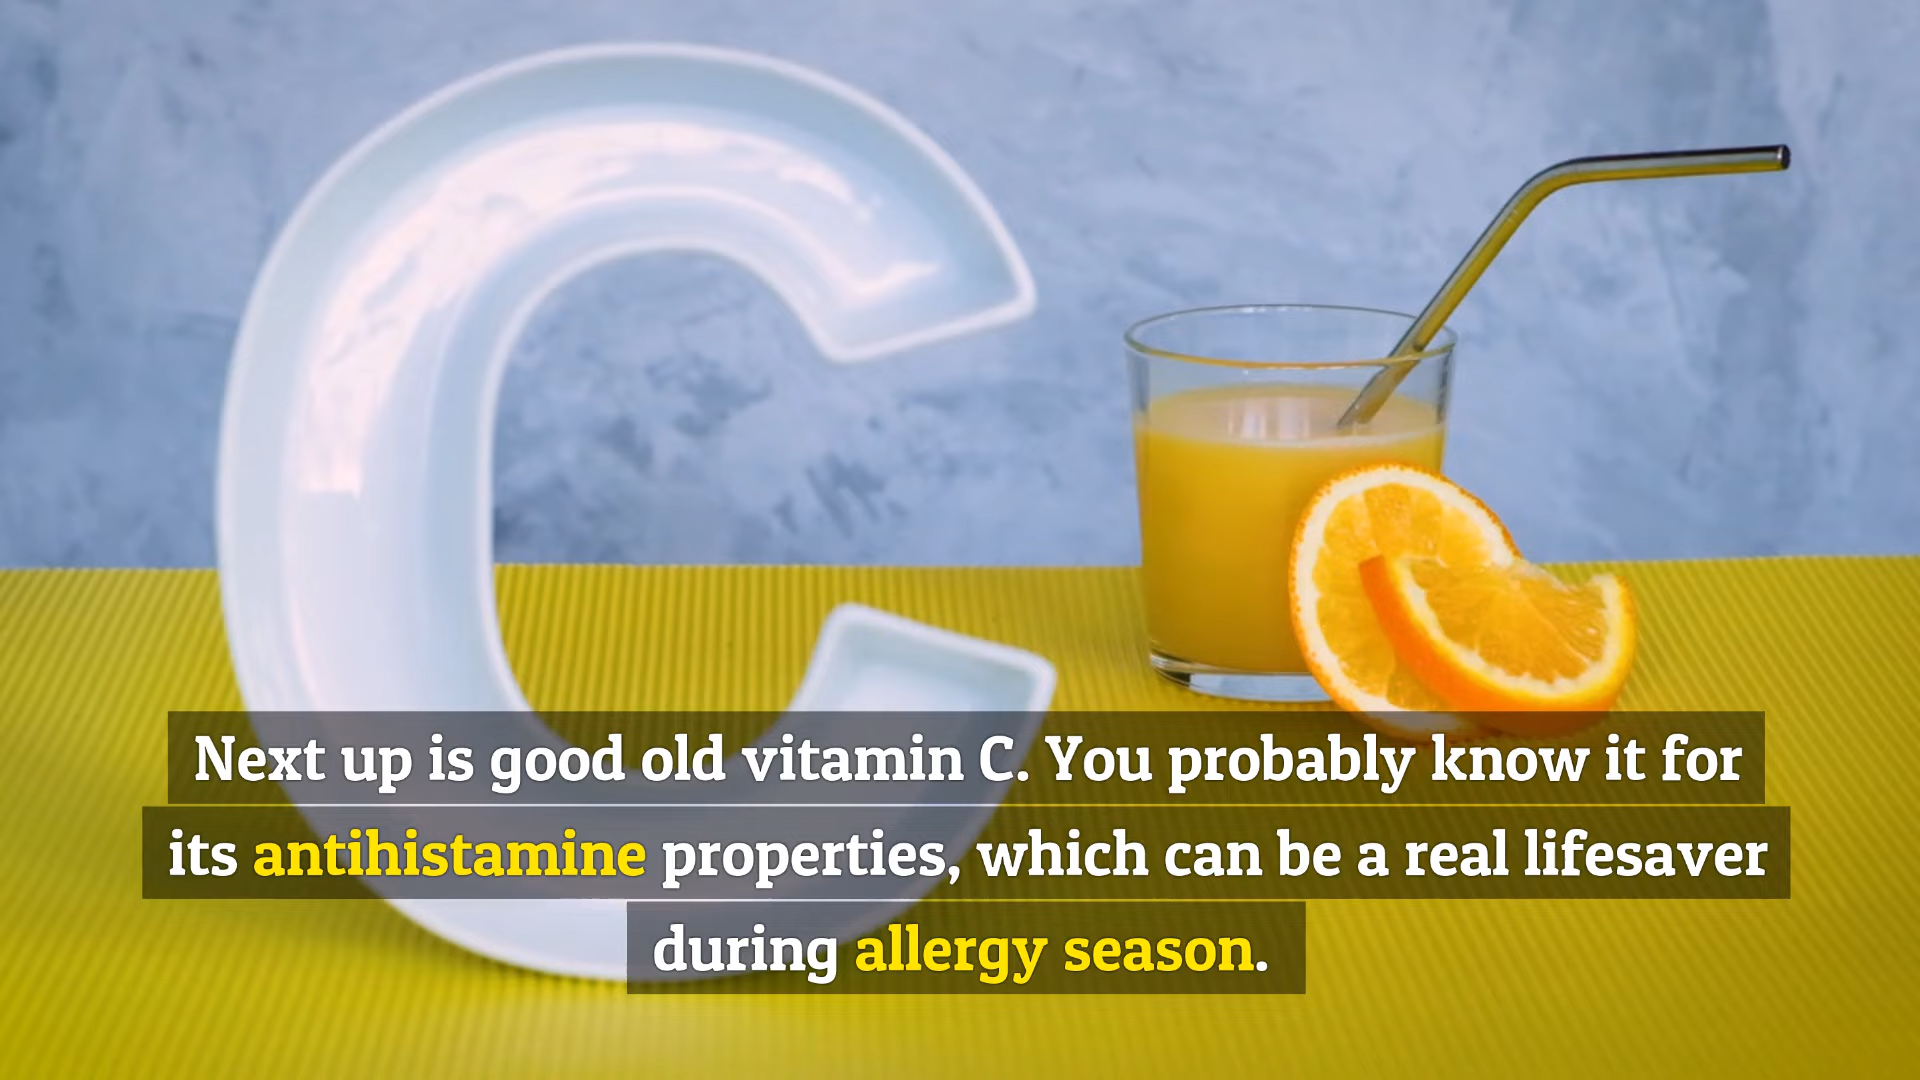 C
Next up is good old vitamin C. You probably know it for
its antihistamine properties, which can be a real lifesaver
during allergy season.